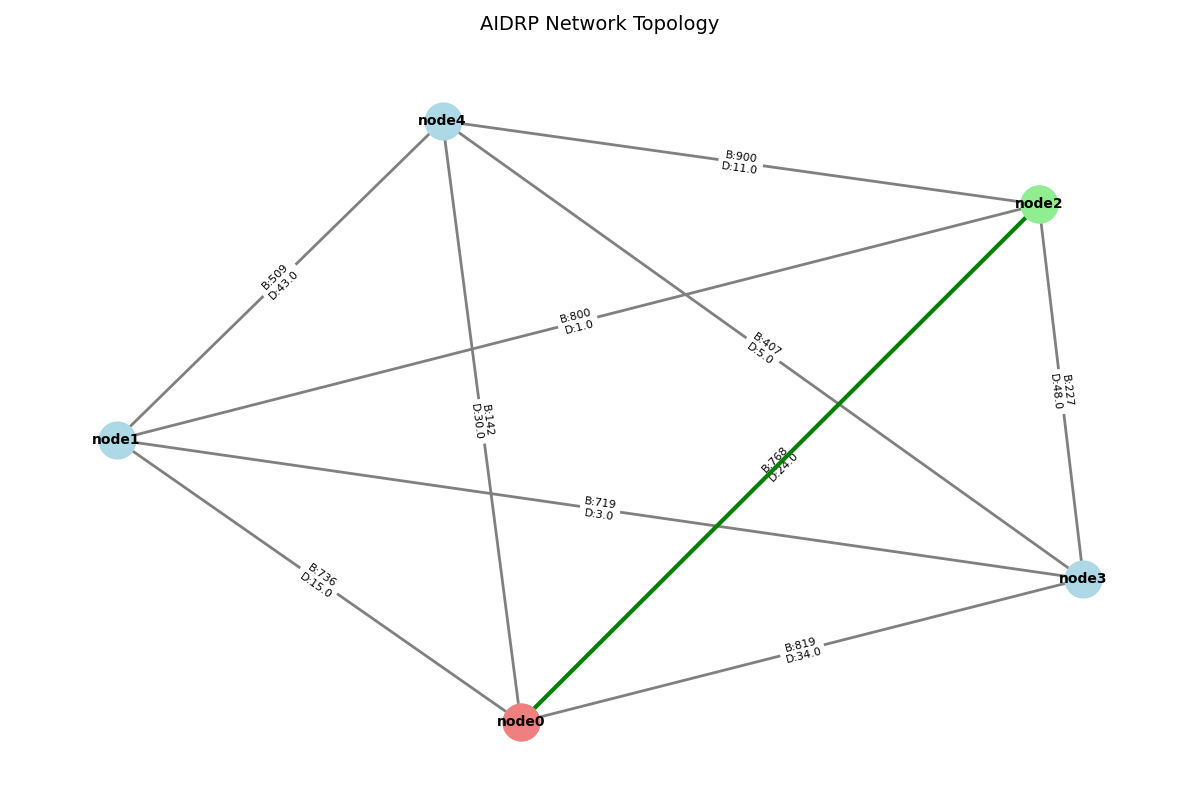 AIDRP Network Topology
node4
B:900
D:11.0
node2
B:509
D:43.0
B:800
D:1.0
B:407
D:5.0
B:227
D:48.0
B:142
D:30.0
node1
B:768
D:24.0
B:719
D:3.0
B:736
D:15.0
node3
B:819
D:34.0
node0